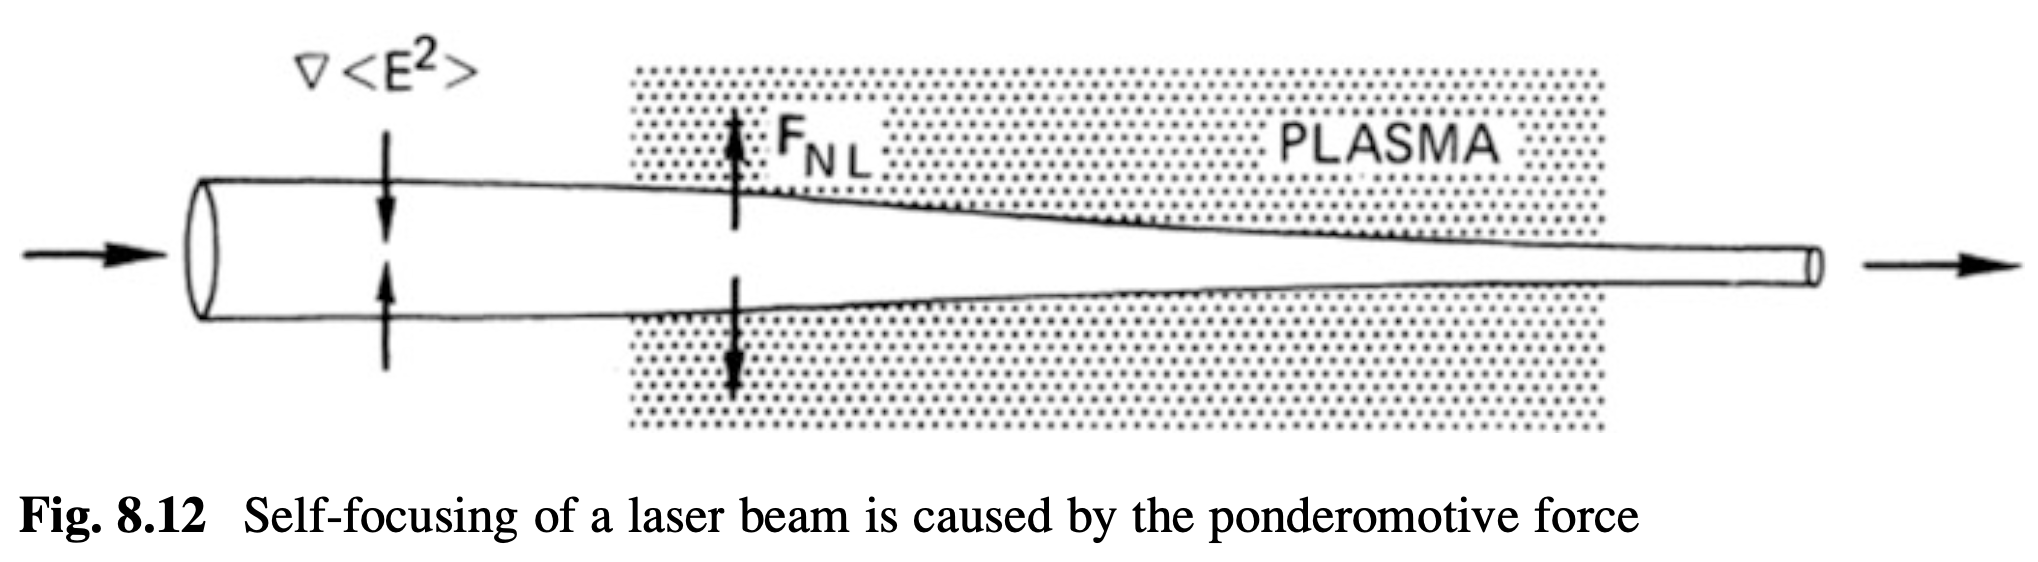 ∇<E²>
F_NL
PLASMA
Fig. 8.12 Self-focusing of a laser beam is caused by the ponderomotive force